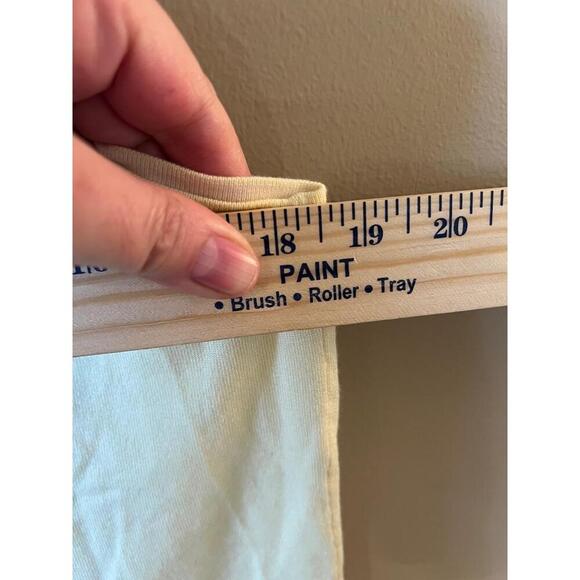 18 19 20
PAINT
• Brush • Roller • Tray